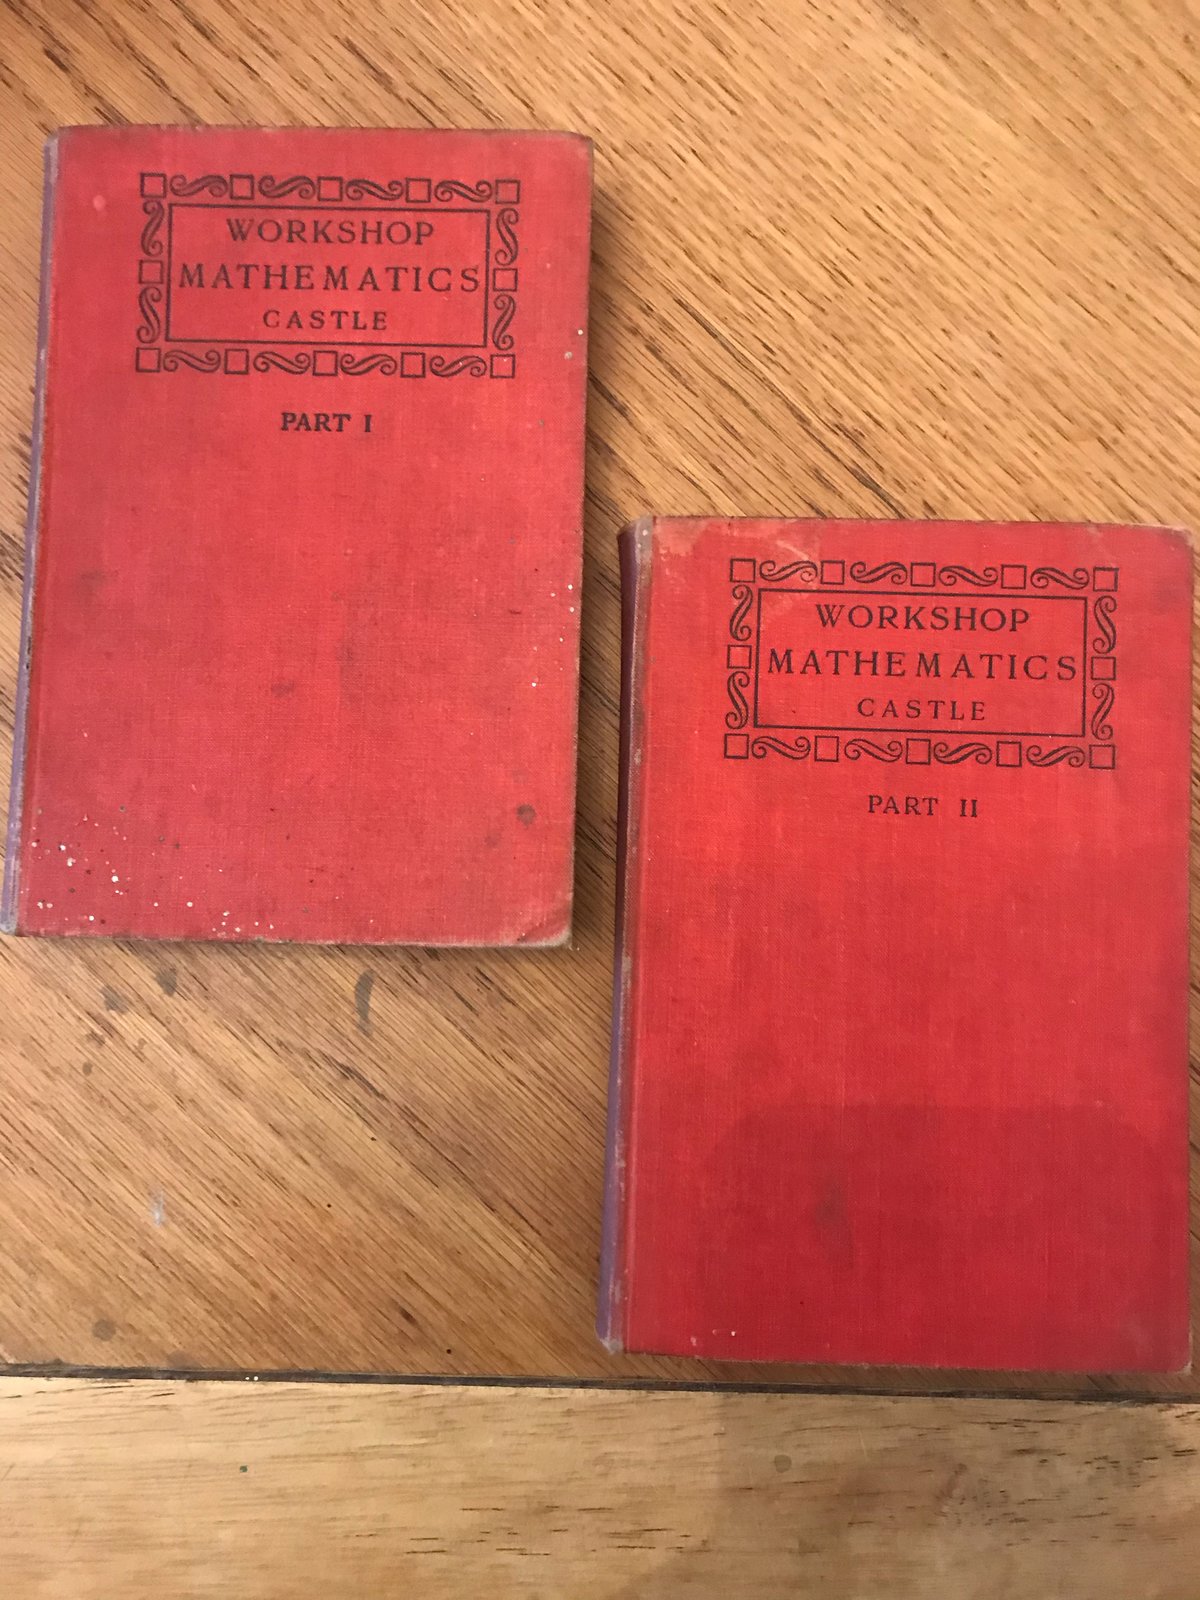 WORKSHOP
MATHEMATICS
CASTLE
PART I
WORKSHOP
MATHEMATICS
CASTLE
PART II